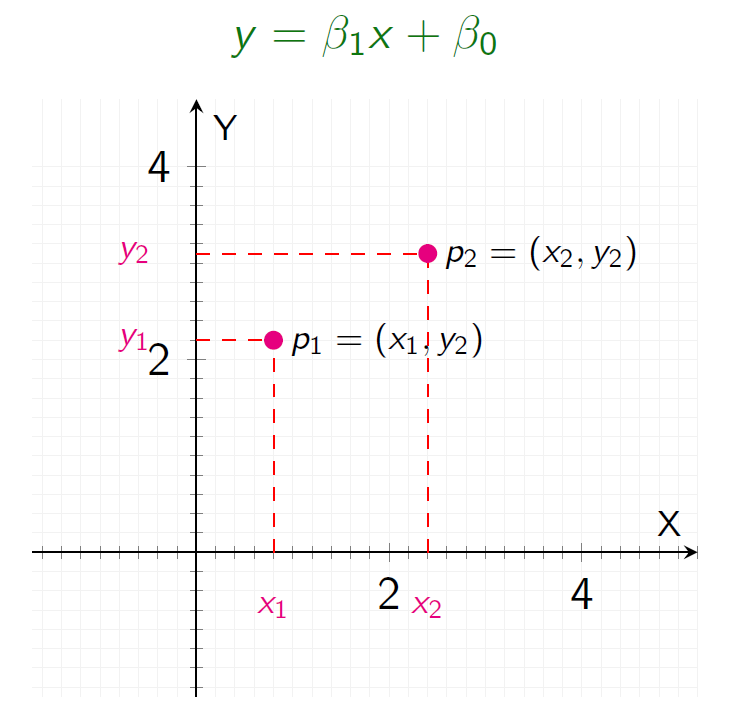 y = β₁x + β₀
Y
4
y₂
p₂ = (x₂, y₂)
y₁
p₁ = (x₁, y₂)
2
X
2
4
x₁
x₂